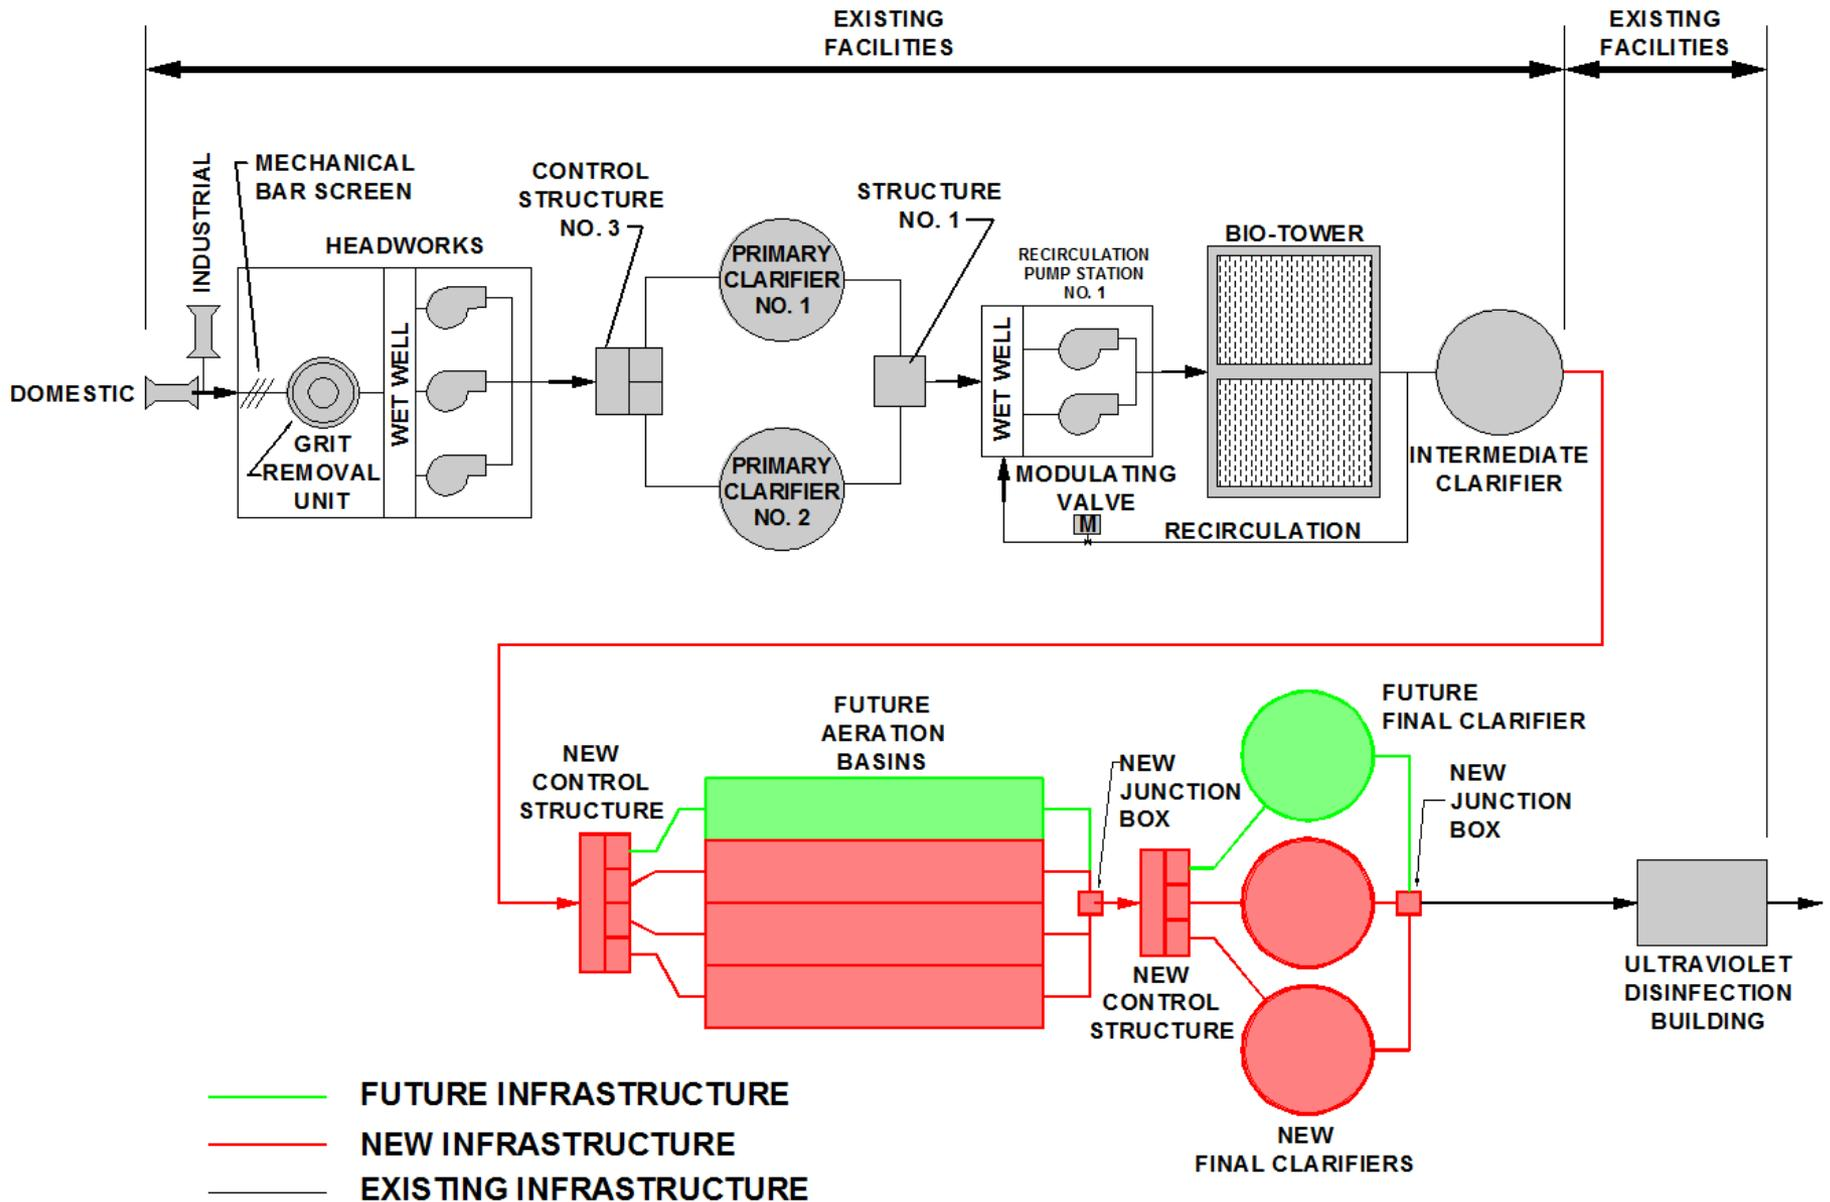 EXISTING
FACILITIES
EXISTING
FACILITIES
INDUSTRIAL
MECHANICAL
BAR SCREEN
HEADWORKS
DOMESTIC
GRIT
REMOVAL
UNIT
WET WELL
CONTROL
STRUCTURE
NO. 3
PRIMARY
CLARIFIER
NO. 1
PRIMARY
CLARIFIER
NO. 2
STRUCTURE
NO. 1
RECIRCULATION
PUMP STATION
NO. 1
WET WELL
MODULATING
VALVE
M
RECIRCULATION
BIO-TOWER
INTERMEDIATE
CLARIFIER
NEW
CONTROL
STRUCTURE
FUTURE
AERATION
BASINS
NEW
JUNCTION
BOX
NEW
CONTROL
STRUCTURE
FUTURE
FINAL CLARIFIER
NEW
JUNCTION
BOX
NEW
FINAL CLARIFIERS
ULTRAVIOLET
DISINFECTION
BUILDING
FUTURE INFRASTRUCTURE
NEW INFRASTRUCTURE
EXISTING INFRASTRUCTURE